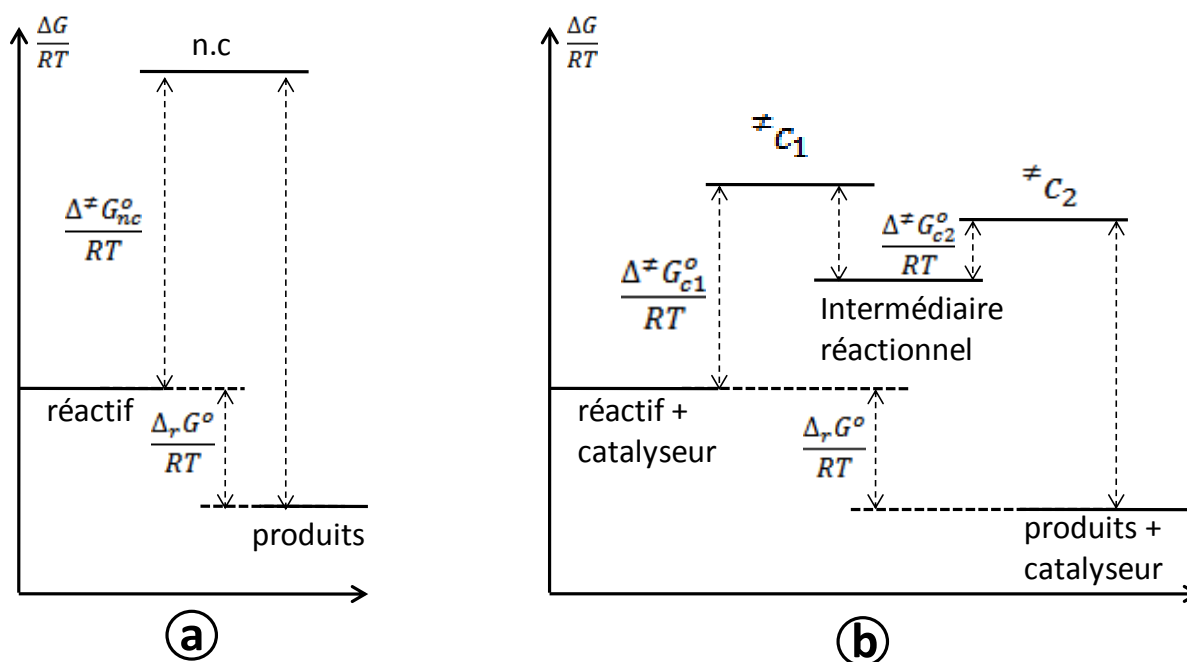 ΔG/RT
n.c
Δ≠G°nc/RT
réactif
ΔrG°/RT
produits
a
ΔG/RT
≠C1
≠C2
Δ≠G°c1/RT
Δ≠G°c2/RT
Intermédiaire
réactionnel
réactif +
catalyseur
ΔrG°/RT
produits +
catalyseur
b